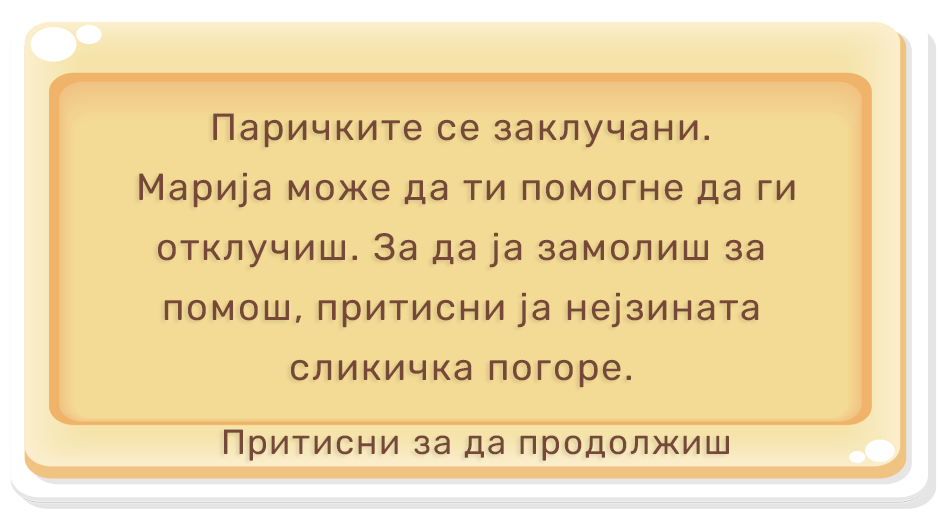 Паричките се заклучани.
Марија може да ти помогне да ги
отклучиш. За да ја замолиш за
помош, притисни ја нејзината
сликичка погоре.
Притисни за да продолжиш